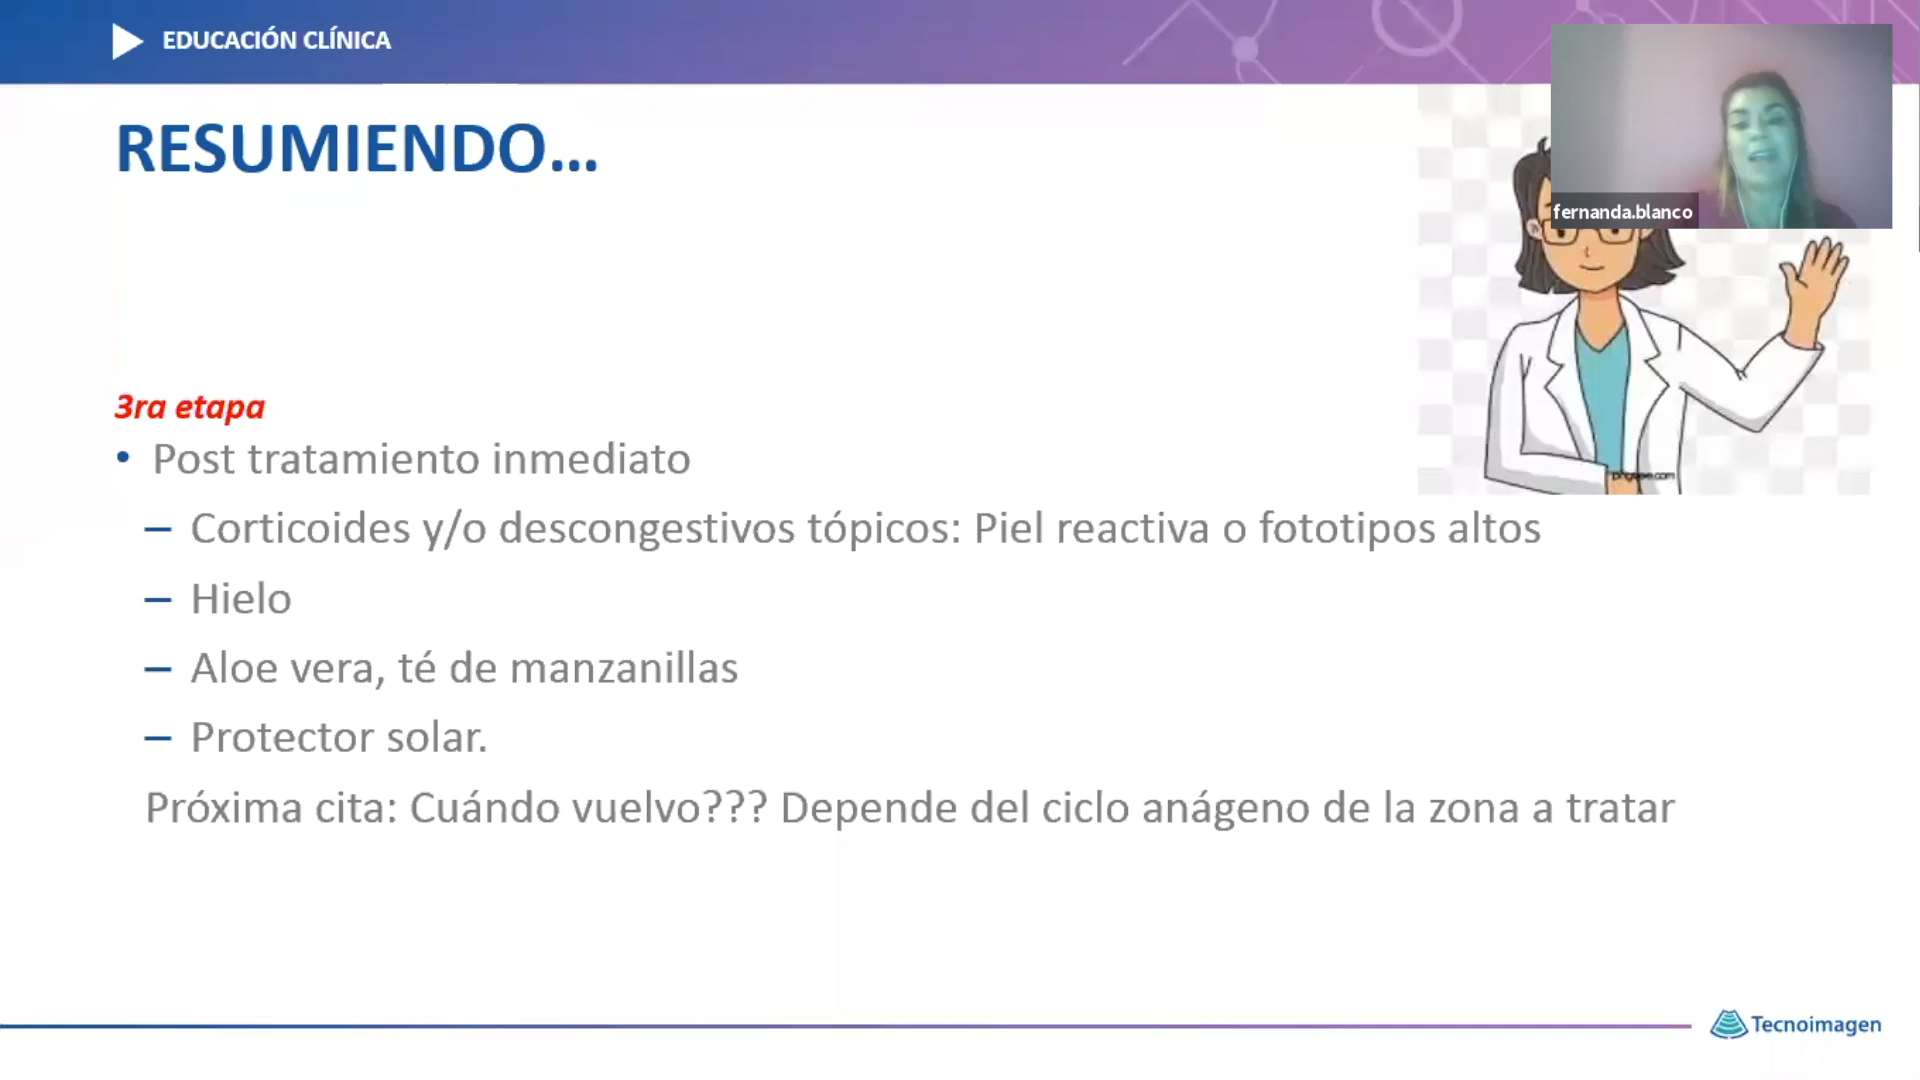 EDUCACIÓN CLÍNICA
RESUMIENDO...
fernanda.blanco
3ra etapa
• Post tratamiento inmediato
– Corticoides y/o descongestivos tópicos: Piel reactiva o fototipos altos
– Hielo
– Aloe vera, té de manzanillas
– Protector solar.
Próxima cita: Cuándo vuelvo??? Depende del ciclo anágeno de la zona a tratar
Tecnoimagen